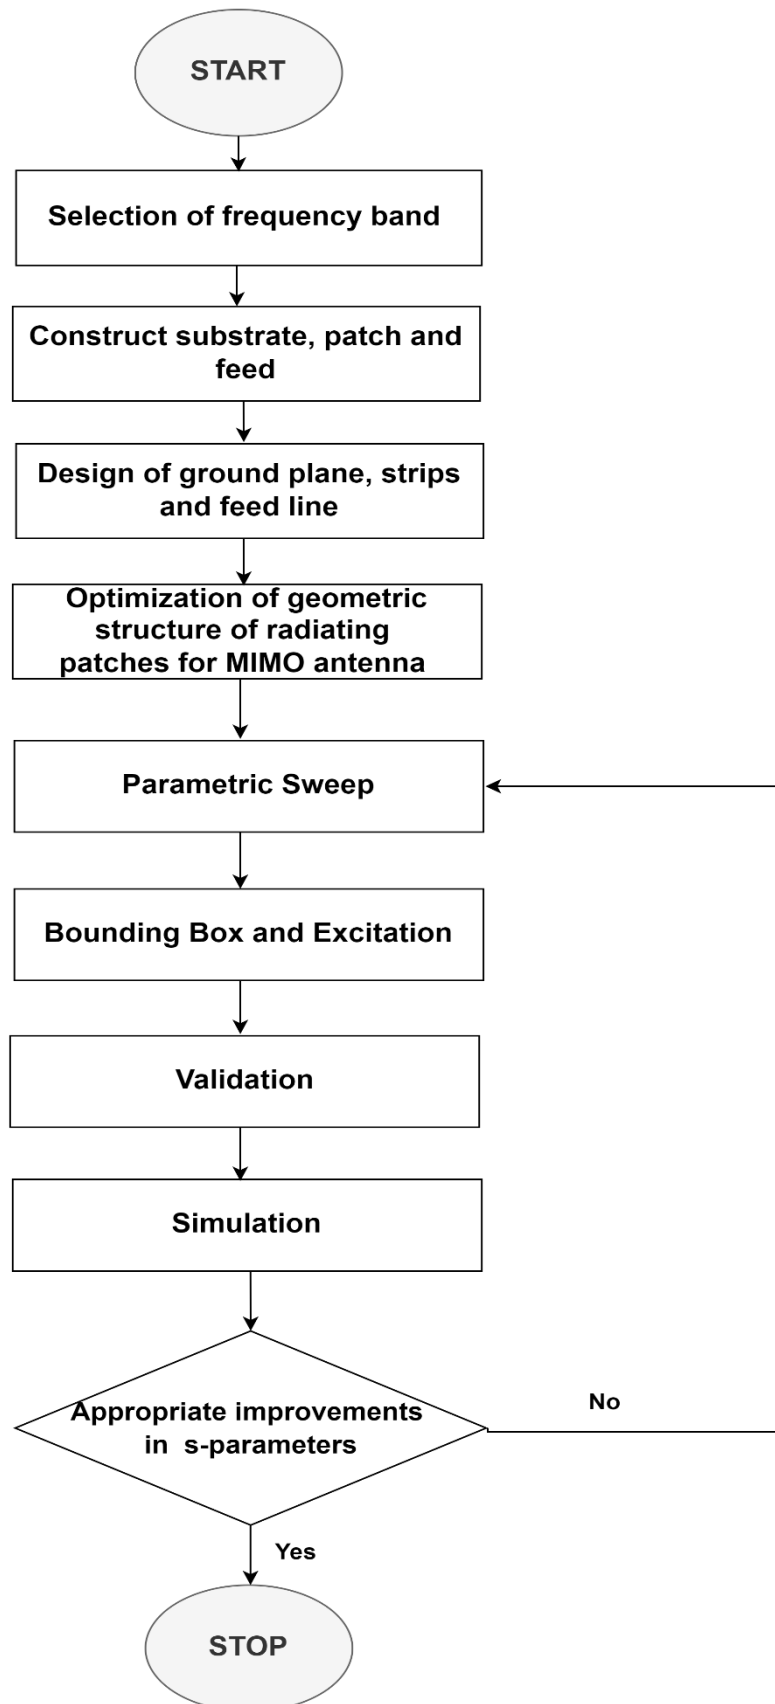 START
Selection of frequency band
Construct substrate, patch and
feed
Design of ground plane, strips
and feed line
Optimization of geometric
structure of radiating
patches for MIMO antenna
Parametric Sweep
Bounding Box and Excitation
Validation
Simulation
Appropriate improvements
in s-parameters
No
Yes
STOP